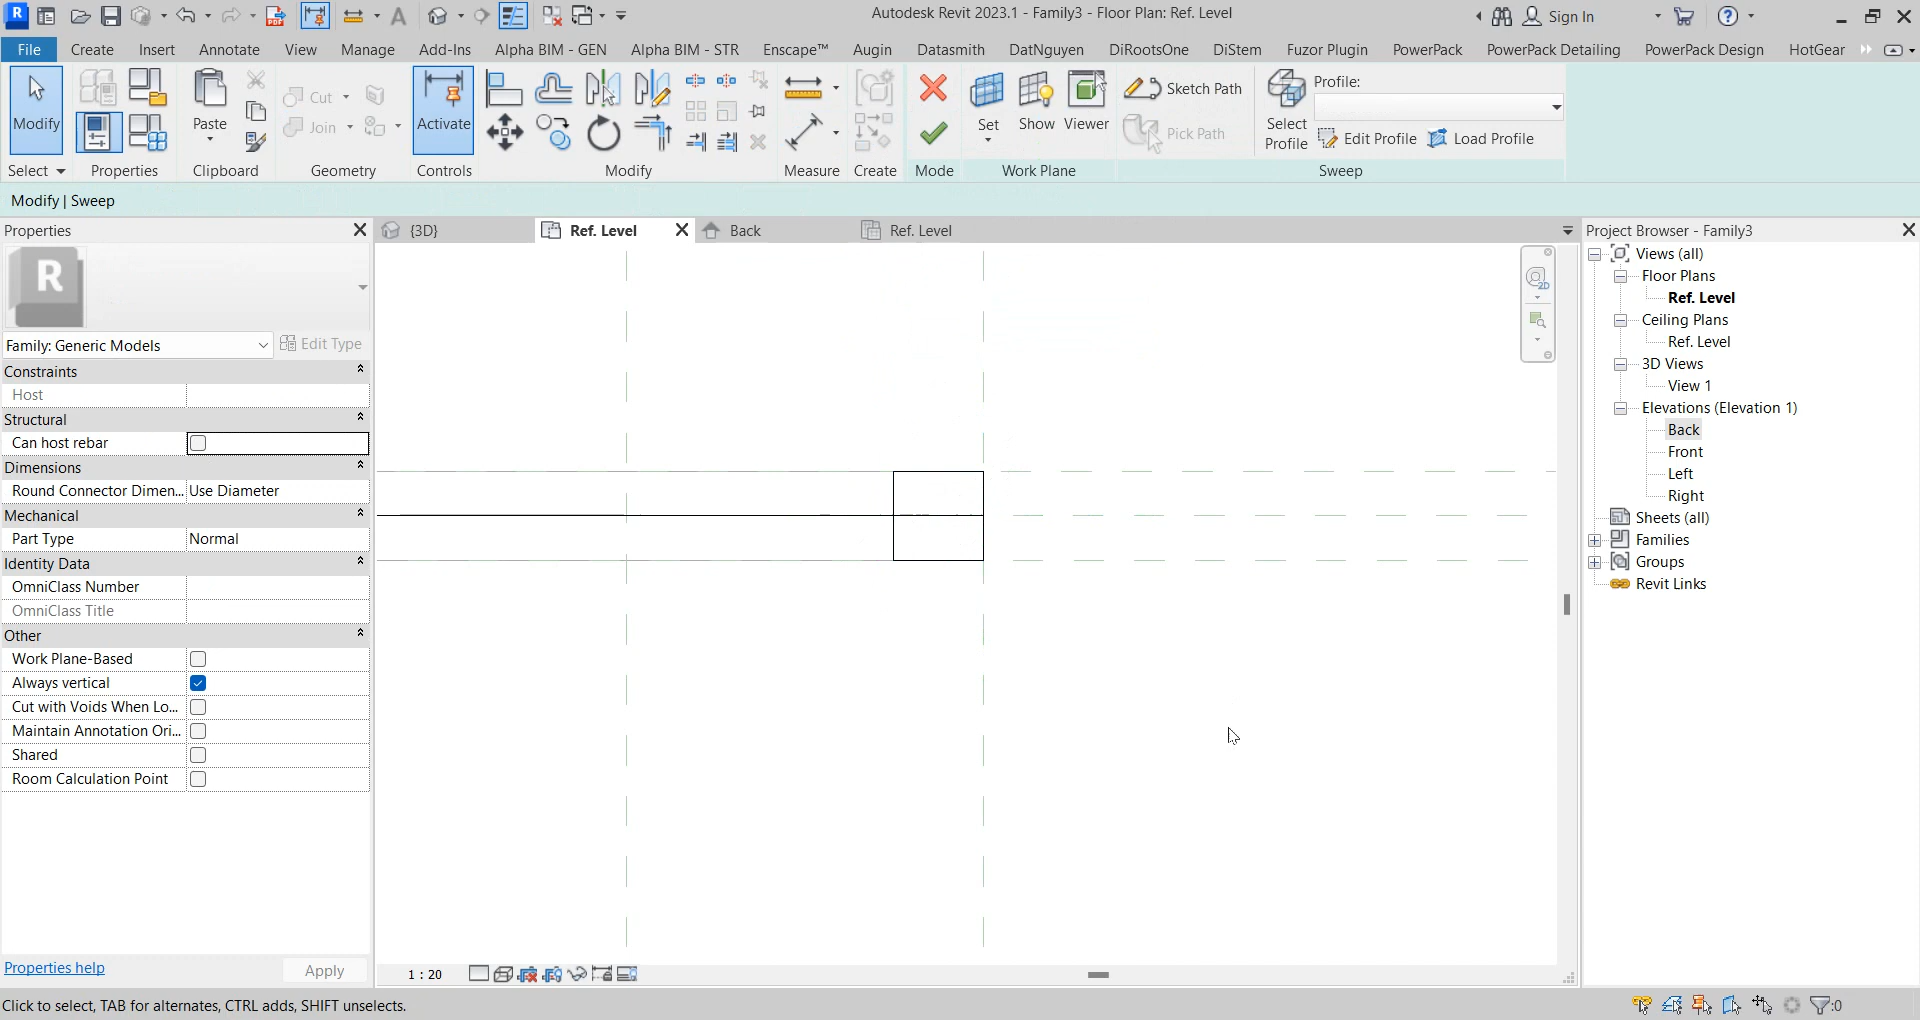 Autodesk Revit 2023.1 - Family3 - Floor Plan: Ref. Level
Sign In
File Create Insert Annotate View Manage Add-Ins Alpha BIM - GEN Alpha BIM - STR Enscape™ Augin Datasmith DatNguyen DiRootsOne DiStem Fuzor Plugin PowerPack PowerPack Detailing PowerPack Design HotGear
Modify Paste Cut Join Activate Set Show Viewer Sketch Path Pick Path Select Profile Profile: Edit Profile Load Profile
Select Properties Clipboard Geometry Controls Modify Measure Create Mode Work Plane Sweep
Modify | Sweep
Properties
{3D} Ref. Level Back Ref. Level
Project Browser - Family3
R
Family: Generic Models Edit Type
Constraints
Host
Structural
Can host rebar
Dimensions
Round Connector Dimen... Use Diameter
Mechanical
Part Type Normal
Identity Data
OmniClass Number
OmniClass Title
Other
Work Plane-Based
Always vertical
Cut with Voids When Lo...
Maintain Annotation Ori...
Shared
Room Calculation Point
Properties help Apply
2D
Views (all)
Floor Plans
Ref. Level
Ceiling Plans
Ref. Level
3D Views
View 1
Elevations (Elevation 1)
Back
Front
Left
Right
Sheets (all)
Families
Groups
Revit Links
1 : 20
Click to select, TAB for alternates, CTRL adds, SHIFT unselects.
:0